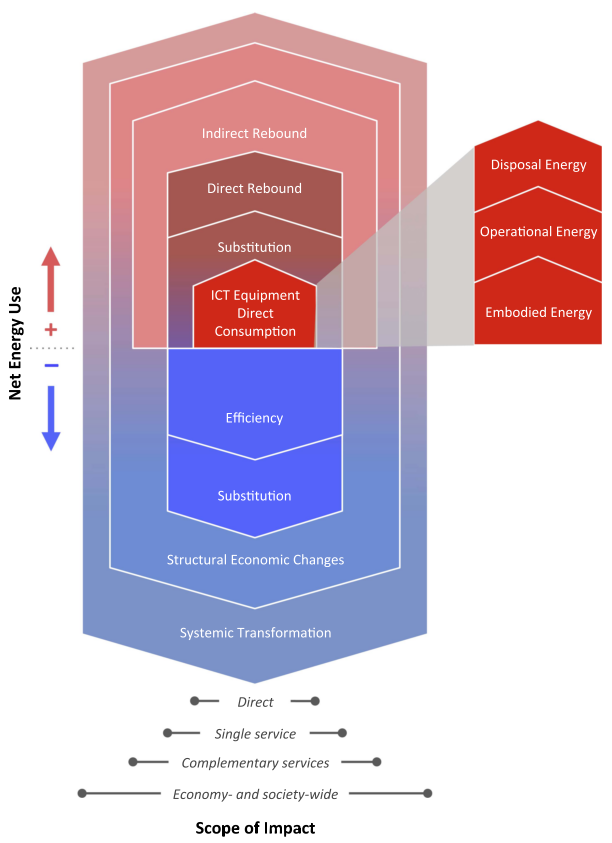 Indirect Rebound
Direct Rebound
Substitution
ICT Equipment
Direct
Consumption
Disposal Energy
Operational Energy
Embodied Energy
Net Energy Use
+
−
Efficiency
Substitution
Structural Economic Changes
Systemic Transformation
Direct
Single service
Complementary services
Economy- and society-wide
Scope of Impact